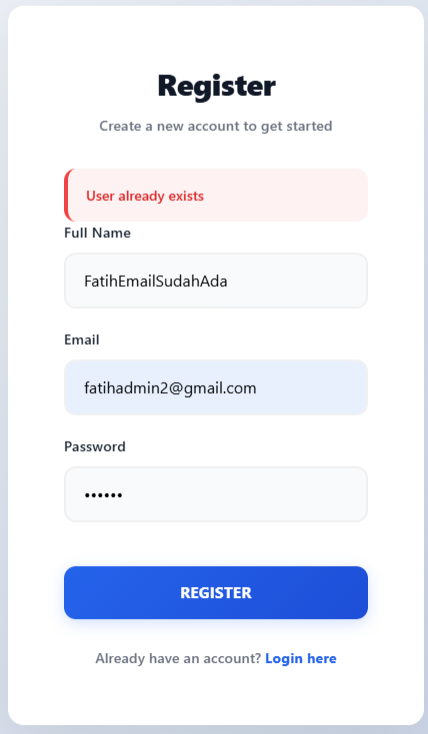 Register
Create a new account to get started
User already exists
Full Name
FatihEmailSudahAda
Email
fatihadmin2@gmail.com
Password
••••••
REGISTER
Already have an account? Login here